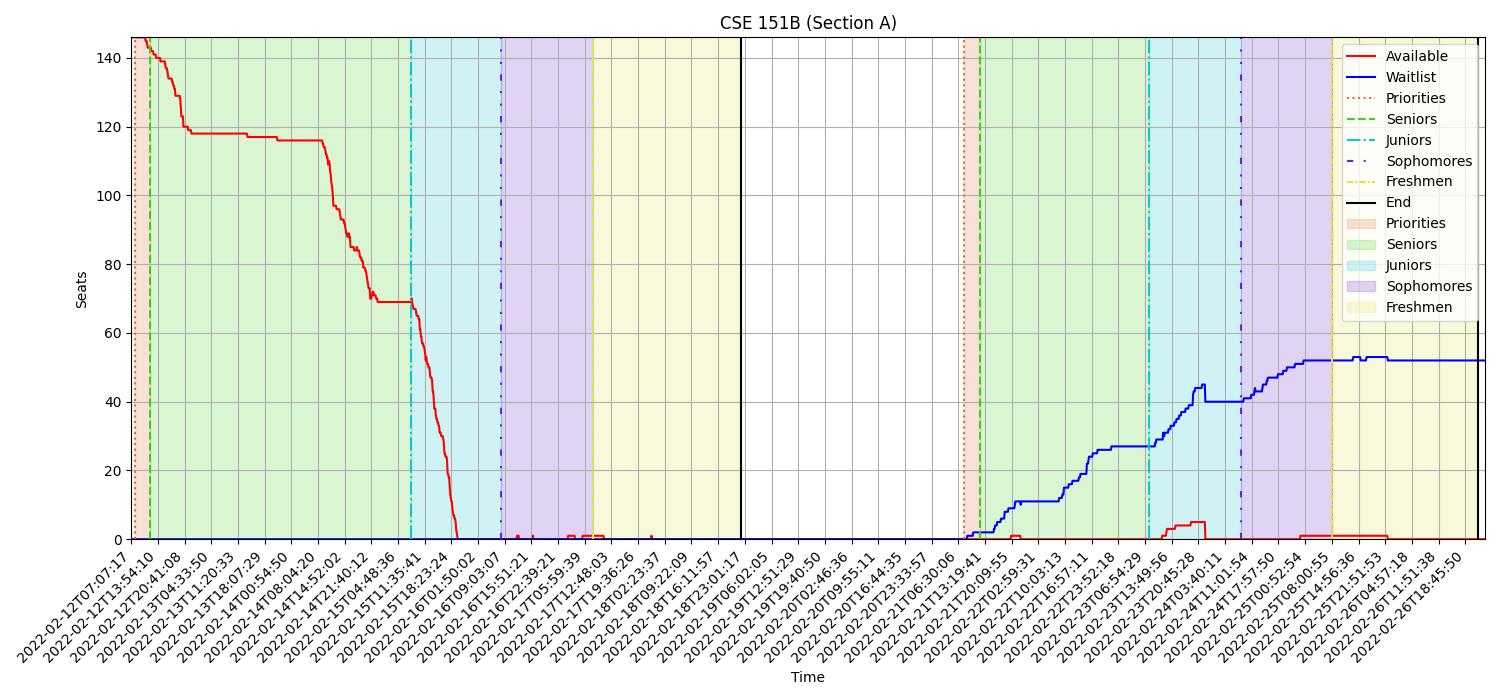 CSE 151B (Section A)
Seats
140
120
100
80
60
40
20
0
Available
Waitlist
Priorities
Seniors
Juniors
Sophomores
Freshmen
End
Priorities
Seniors
Juniors
Sophomores
Freshmen
2022-02-12T07:07:17
2022-02-12T13:54:10
2022-02-12T20:41:08
2022-02-13T04:33:50
2022-02-13T11:20:33
2022-02-13T18:07:29
2022-02-14T00:54:50
2022-02-14T08:04:20
2022-02-14T14:52:02
2022-02-14T21:40:12
2022-02-15T04:48:36
2022-02-15T11:35:41
2022-02-15T18:23:24
2022-02-16T01:50:02
2022-02-16T09:03:07
2022-02-16T15:51:21
2022-02-16T22:39:21
2022-02-17T05:59:39
2022-02-17T12:48:03
2022-02-17T19:36:26
2022-02-18T02:23:37
2022-02-18T09:22:09
2022-02-18T16:11:57
2022-02-18T23:01:17
2022-02-19T06:02:05
2022-02-19T12:51:29
2022-02-19T19:40:50
2022-02-20T02:46:36
2022-02-20T09:55:11
2022-02-20T16:44:35
2022-02-20T23:33:57
2022-02-21T06:30:06
2022-02-21T13:19:41
2022-02-21T20:09:55
2022-02-22T02:59:31
2022-02-22T10:03:13
2022-02-22T16:57:11
2022-02-22T23:52:18
2022-02-23T06:54:29
2022-02-23T13:49:56
2022-02-23T20:45:28
2022-02-24T03:40:11
2022-02-24T11:01:54
2022-02-24T17:57:50
2022-02-25T00:52:54
2022-02-25T08:00:55
2022-02-25T14:56:36
2022-02-25T21:51:53
2022-02-26T04:57:18
2022-02-26T11:51:38
2022-02-26T18:45:50
Time